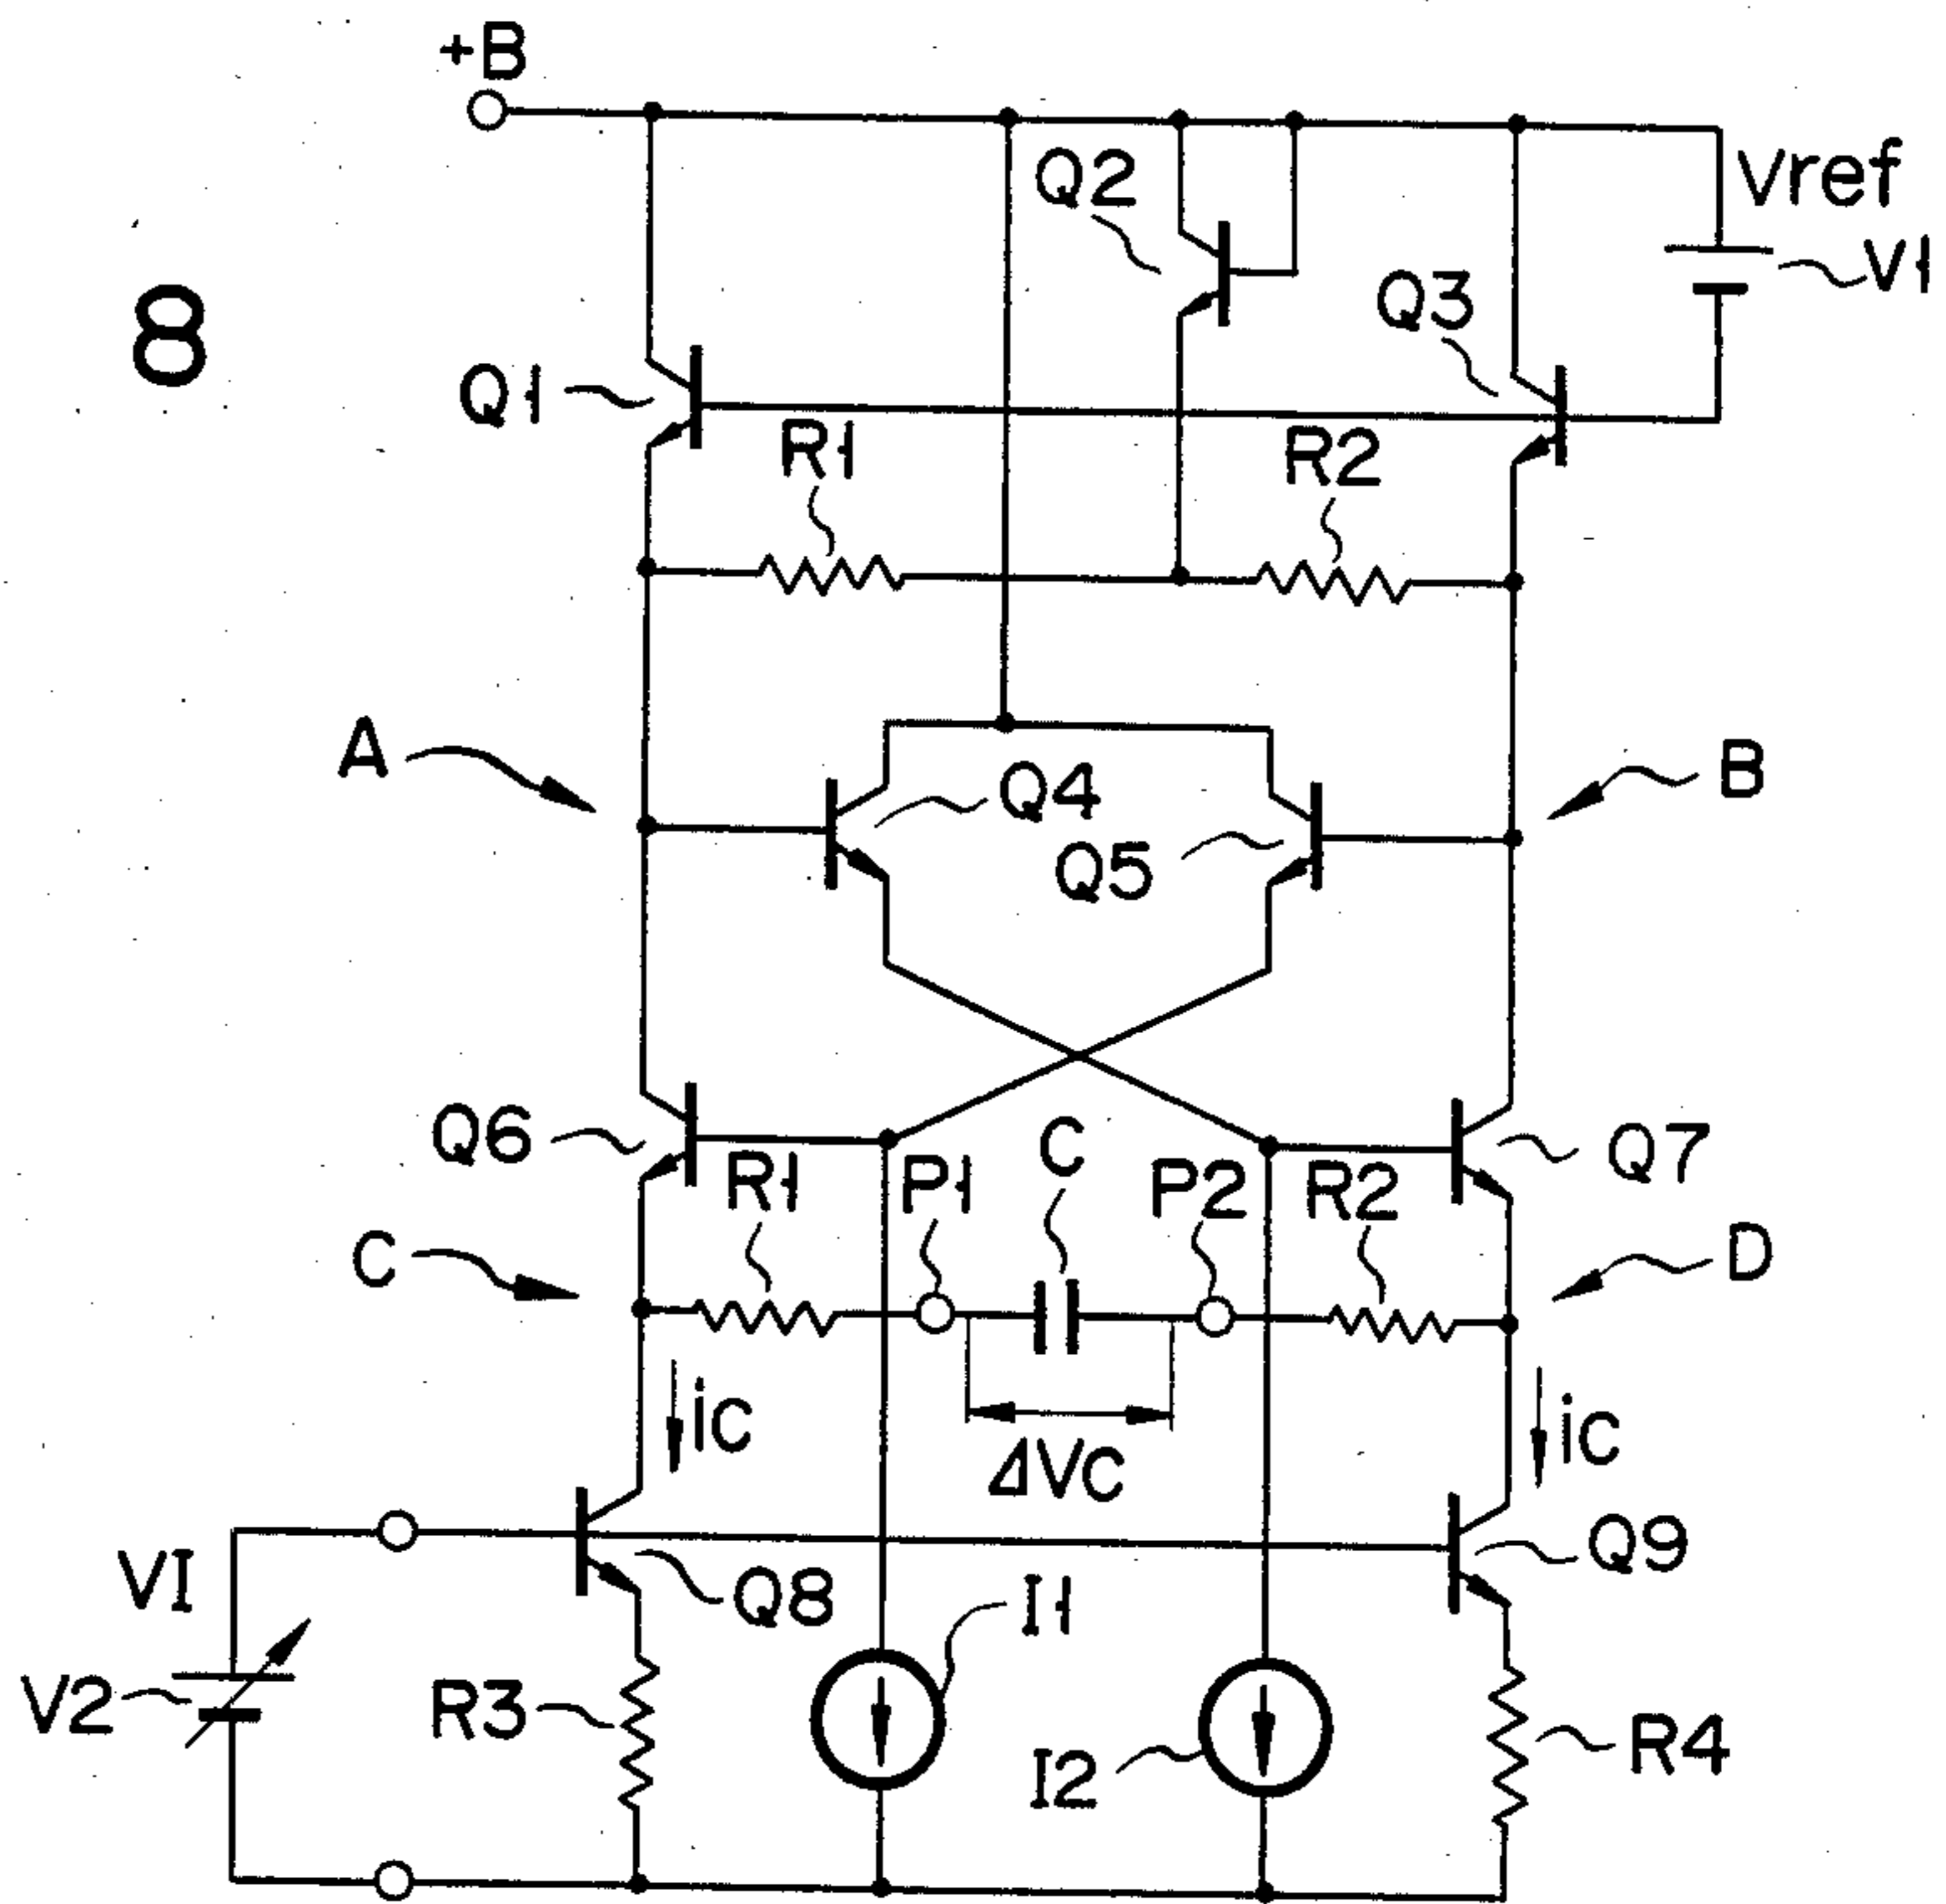 +B
Vref
Q2
V1
Q3
8
Q1
R1
R2
A
B
Q4
Q5
Q6
R1
P1
C
P2
R2
Q7
C
D
ic
ic
ΔVc
VI
Q8
Q9
I1
V2
R3
I2
R4